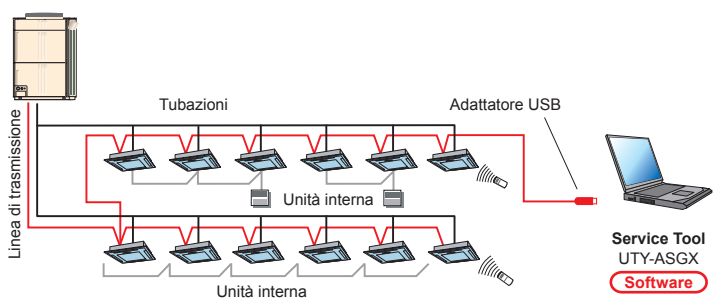 Tubazioni
Adattatore USB
Linea di trasmissione
Unità interna
Service Tool
UTY-ASGX
Software
Unità interna